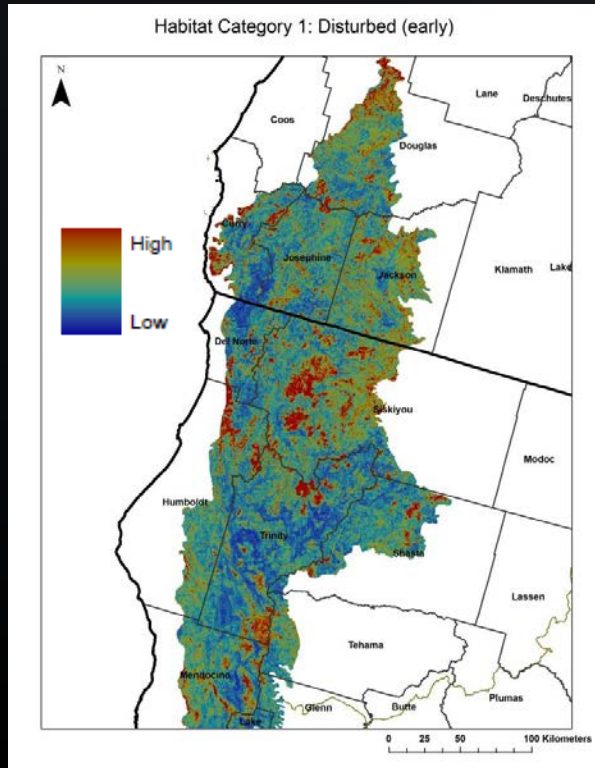 Habitat Category 1: Disturbed (early)
N
Lane
Deschutes
Coos
Douglas
Curry
High
Josephine
Jackson
Klamath
Lake
Low
Del Norte
Siskiyou
Modoc
Humboldt
Trinity
Shasta
Lassen
Tehama
Mendocino
Plumas
Glenn
Butte
Lake
0 25 50 100 Kilometers